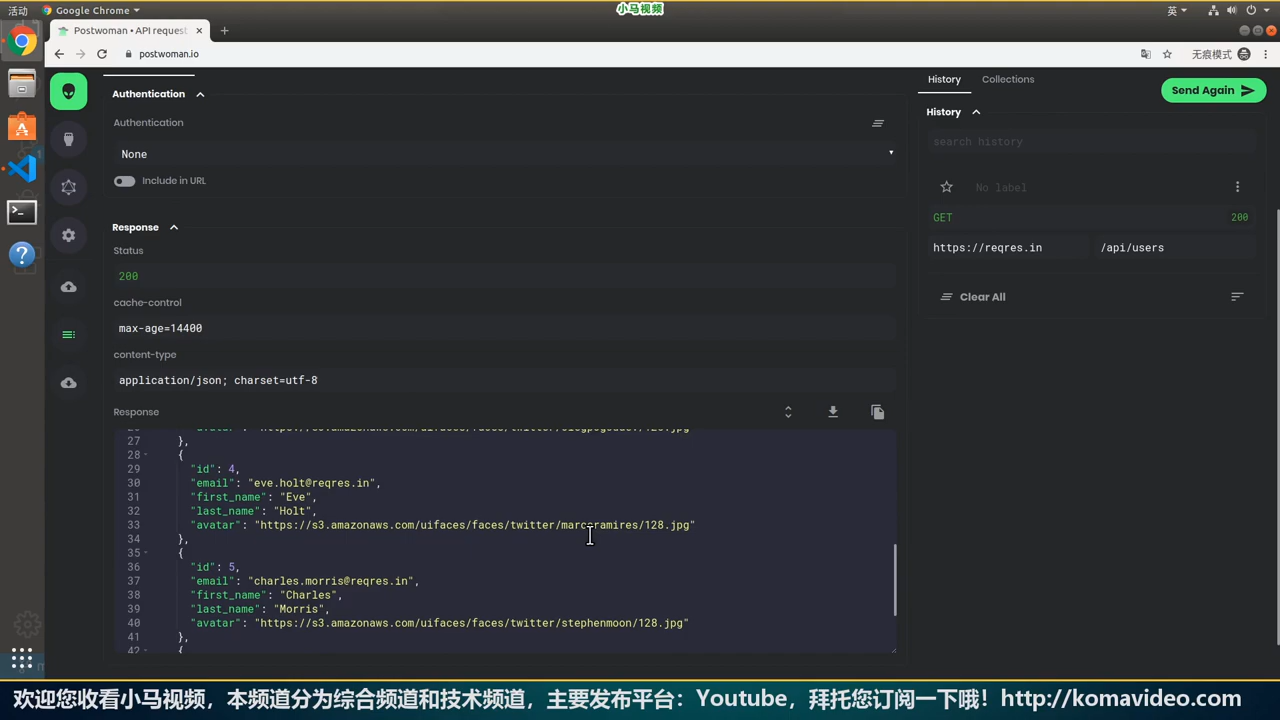 活动
Google Chrome
小马视频
英
Postwoman • API request
postwoman.io
无痕模式
Authentication
Authentication
None
Include in URL
Response
Status
200
cache-control
max-age=14400
content-type
application/json; charset=utf-8
Response
27 },
28 {
29 "id": 4,
30 "email": "eve.holt@reqres.in",
31 "first_name": "Eve",
32 "last_name": "Holt",
33 "avatar": "https://s3.amazonaws.com/uifaces/faces/twitter/marcoramires/128.jpg"
34 },
35 {
36 "id": 5,
37 "email": "charles.morris@reqres.in",
38 "first_name": "Charles",
39 "last_name": "Morris",
40 "avatar": "https://s3.amazonaws.com/uifaces/faces/twitter/stephenmoon/128.jpg"
41 },
42 {
History Collections
Send Again
History
search history
No label
GET 200
https://reqres.in /api/users
Clear All
欢迎您收看小马视频，本频道分为综合频道和技术频道，主要发布平台：Youtube，拜托您订阅一下哦！http://komavideo.com